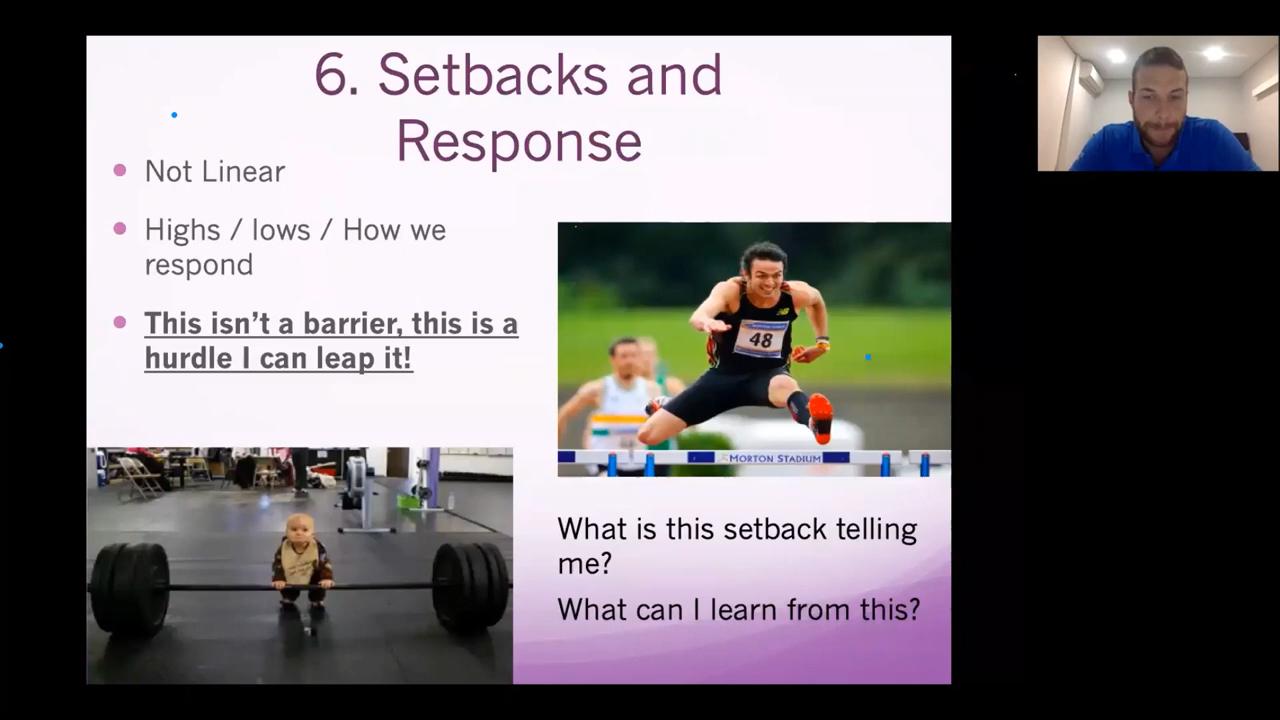 6. Setbacks and
Response
Not Linear
Highs / lows / How we
respond
This isn't a barrier, this is a
hurdle I can leap it!
48
MORTON STADIUM
What is this setback telling
me?
What can I learn from this?